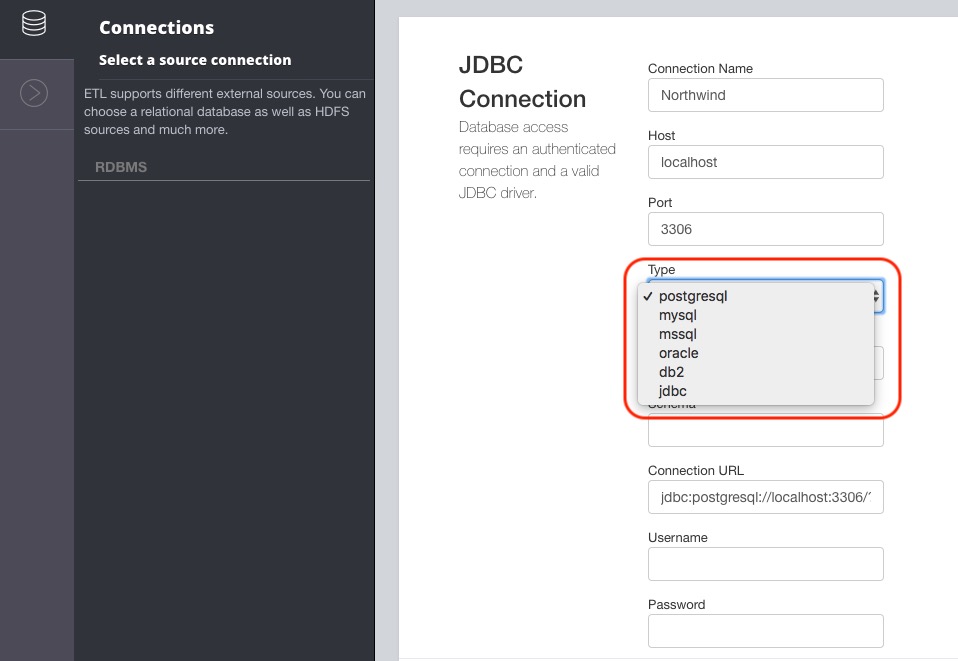 Connections
Select a source connection
ETL supports different external sources. You can
choose a relational database as well as HDFS
sources and much more.
RDBMS
JDBC
Connection
Database access
requires an authenticated
connection and a valid
JDBC driver.
Connection Name
Northwind
Host
localhost
Port
3306
Type
✓ postgresql
mysql
mssql
oracle
db2
jdbc
Schema
Connection URL
jdbc:postgresql://localhost:3306/
Username
Password